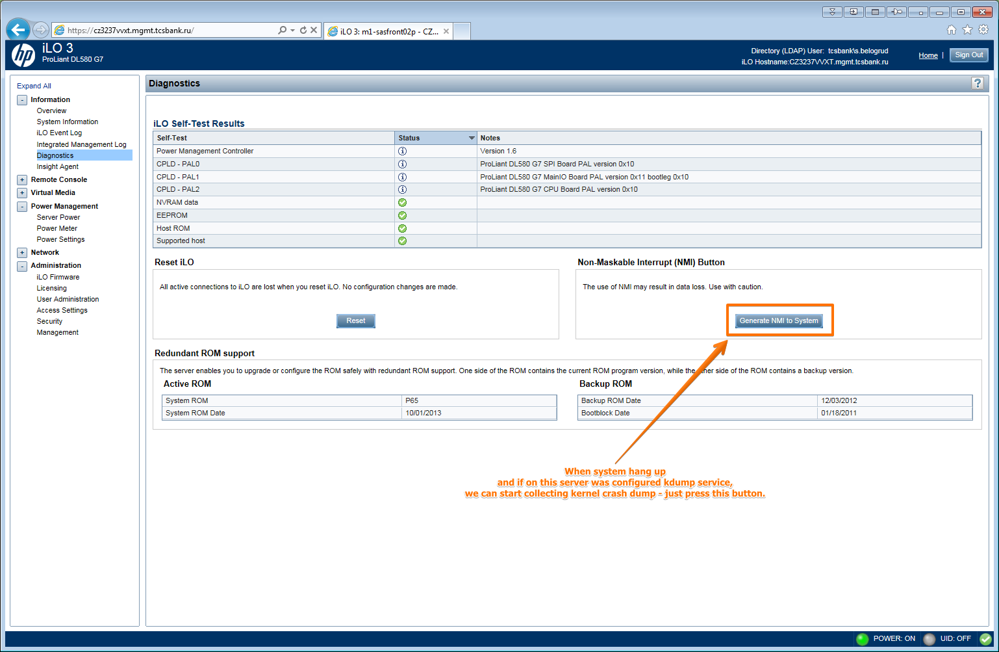 https://cz3237vvxt.mgmt.tcsbank.ru/
iLO 3: m1-sasfront02p - CZ...
hp
iLO 3
ProLiant DL580 G7
Directory (LDAP) User: tcsbank\s.belogrud
iLO Hostname:CZ3237VVXT.mgmt.tcsbank.ru
Home |
Sign Out
Expand All
- Information
Overview
System Information
iLO Event Log
Integrated Management Log
Diagnostics
Insight Agent
+ Remote Console
+ Virtual Media
- Power Management
Server Power
Power Meter
Power Settings
+ Network
- Administration
iLO Firmware
Licensing
User Administration
Access Settings
Security
Management
Diagnostics
?
iLO Self-Test Results
Self-Test Status Notes
Power Management Controller Version 1.6
CPLD - PAL0 ProLiant DL580 G7 SPI Board PAL version 0x10
CPLD - PAL1 ProLiant DL580 G7 MainIO Board PAL version 0x11 bootleg 0x10
CPLD - PAL2 ProLiant DL580 G7 CPU Board PAL version 0x10
NVRAM data
EEPROM
Host ROM
Supported host
Reset iLO
All active connections to iLO are lost when you reset iLO. No configuration changes are made.
Reset
Non-Maskable Interrupt (NMI) Button
The use of NMI may result in data loss. Use with caution.
Generate NMI to System
Redundant ROM support
The server enables you to upgrade or configure the ROM safely with redundant ROM support. One side of the ROM contains the current ROM program version, while the other side of the ROM contains a backup version.
Active ROM
System ROM P65
System ROM Date 10/01/2013
Backup ROM
Backup ROM Date 12/03/2012
Bootblock Date 01/18/2011
When system hang up
and if on this server was configured kdump service,
we can start collecting kernel crash dump - just press this button.
POWER: ON UID: OFF